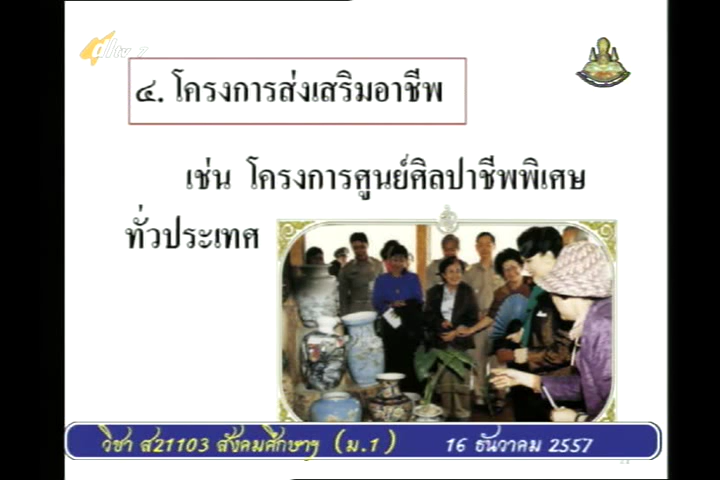 dltv 7
๔. โครงการส่งเสริมอาชีพ
เช่น โครงการศูนย์ศิลปาชีพพิเศษ
ทั่วประเทศ
วิชา ส21103 สังคมศึกษาฯ (ม.1) 16 ธันวาคม 2557